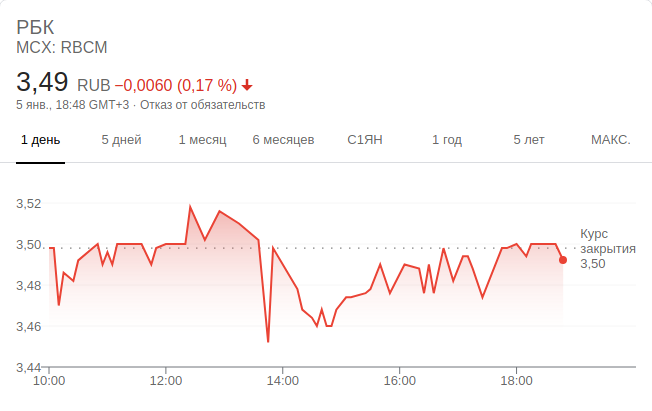 РБК
MCX: RBCM
3,49 RUB −0,0060 (0,17 %)
5 янв., 18:48 GMT+3 · Отказ от обязательств
1 день 5 дней 1 месяц 6 месяцев С1ЯН 1 год 5 лет МАКС.
3,52
3,50
3,48
3,46
3,44
Курс
закрытия
3,50
10:00 12:00 14:00 16:00 18:00